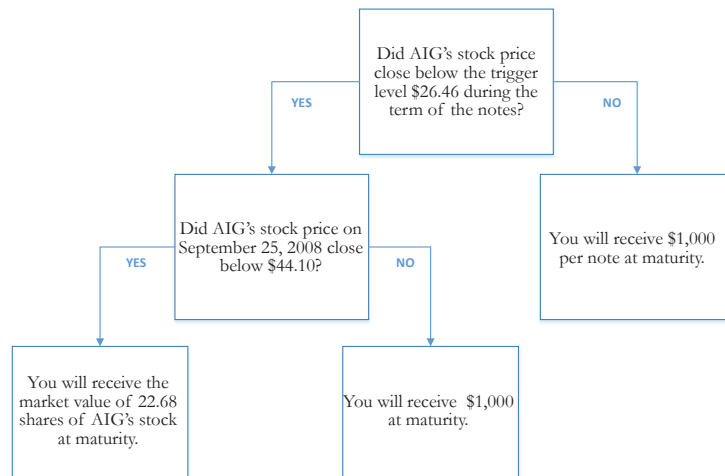 Did AIG's stock price
close below the trigger
level $26.46 during the
term of the notes?
YES
NO
Did AIG's stock price on
September 25, 2008 close
below $44.10?
You will receive $1,000
per note at maturity.
YES
NO
You will receive the
market value of 22.68
shares of AIG's stock
at maturity.
You will receive $1,000
at maturity.